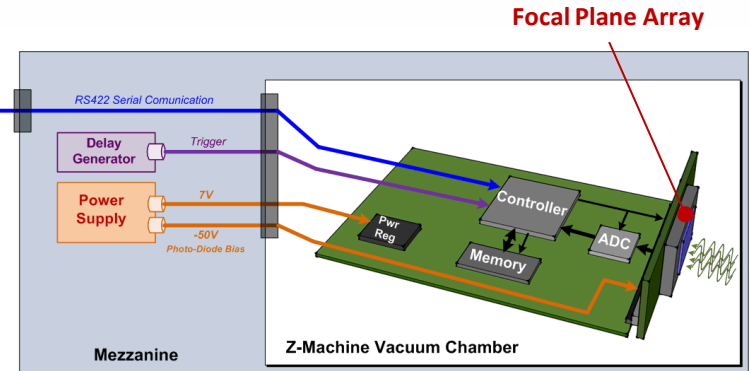 Focal Plane Array
RS422 Serial Comunication
Delay
Generator
Trigger
Power
Supply
7V
-50V
Photo-Diode Bias
Controller
Pwr
Reg
ADC
Memory
Mezzanine
Z-Machine Vacuum Chamber